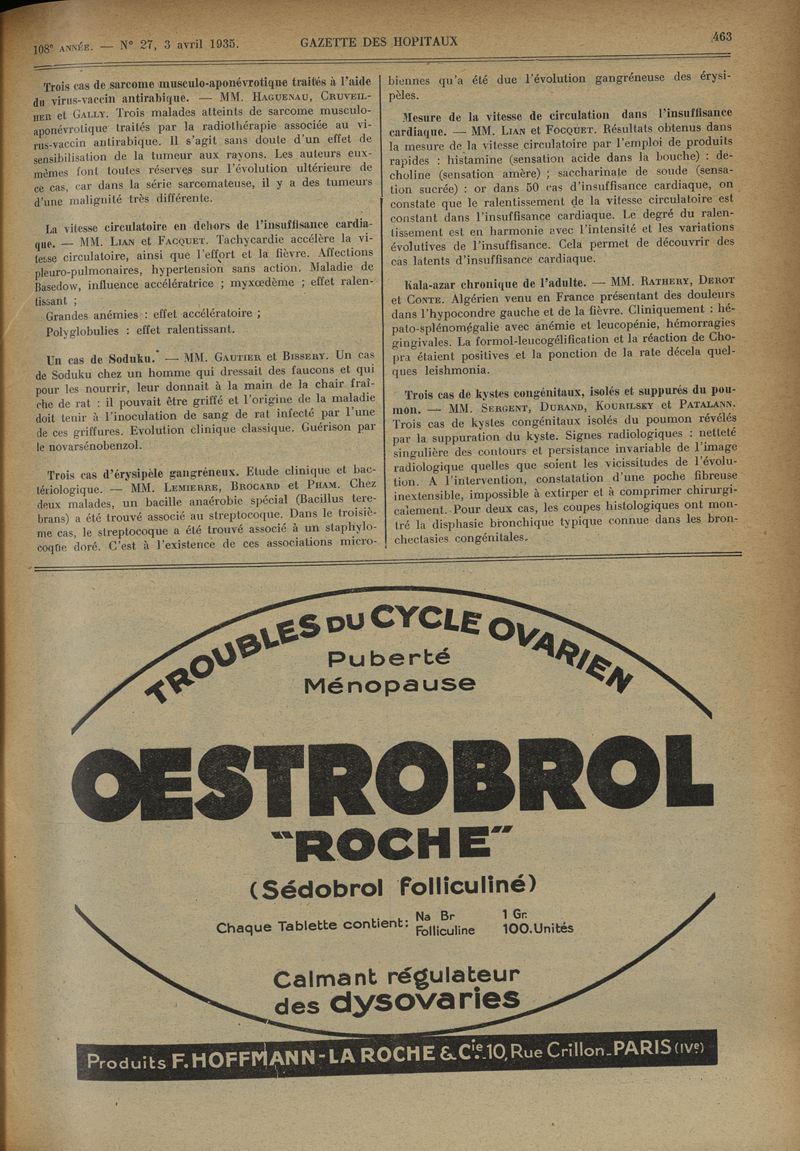 108e ANNÉE. — N° 27, 3 avril 1935.
GAZETTE DES HOPITAUX
463
Trois cas de sarcome musculo-aponévrotique traités à l'aide
du virus-vaccin antirabique. — MM. HAGUENAU, CRUVEIL-
HIER et GALLY. Trois malades atteints de sarcome musculo-
aponévrotique traités par la radiothérapie associée au vi-
rus-vaccin antirabique. Il s'agit sans doute d'un effet de
sensibilisation de la tumeur aux rayons. Les auteurs eux-
mêmes font toutes réserves sur l'évolution ultérieure de
ce cas, car dans la série sarcomateuse, il y a des tumeurs
d'une malignité très différente.
La vitesse circulatoire en dehors de l'insuffisance cardia-
que. — MM. LIAN et FACQUET. Tachycardie accélère la vi-
tesse circulatoire, ainsi que l'effort et la fièvre. Affections
pleuro-pulmonaires, hypertension sans action. Maladie de
Basedow, influence accélératrice ; myxœdème ; effet ralen-
tissant ;
Grandes anémies : effet accélératoire ;
Polyglobulies : effet ralentissant.
Un cas de Soduku. — MM. GAUTIER et BISSERY. Un cas
de Soduku chez un homme qui dressait des faucons et qui
pour les nourrir, leur donnait à la main de la chair fraî-
che de rat : il pouvait être griffé et l'origine de la maladie
doit tenir à l'inoculation de sang de rat infecté par l'une
de ces griffures. Evolution clinique classique. Guérison par
le novarsénobenzol.
Trois cas d'érysipèle gangréneux. Etude clinique et bac-
tériologique. — MM. LEMIERRE, BROCARD et PHAM. Chez
deux malades, un bacille anaérobie spécial (Bacillus tere-
brans) a été trouvé associé au streptocoque. Dans le troisiè-
me cas, le streptocoque a été trouvé associé à un staphylo-
coque doré. C'est à l'existence de ces associations micro-
biennes qu'a été due l'évolution gangréneuse des érysi-
pèles.
Mesure de la vitesse de circulation dans l'insuffisance
cardiaque. — MM. LIAN et FOCQUET. Résultats obtenus dans
la mesure de la vitesse circulatoire par l'emploi de produits
rapides : histamine (sensation acide dans la bouche) : de-
choline (sensation amère) ; saccharinate de soude (sensa-
tion sucrée) : or dans 50 cas d'insuffisance cardiaque, on
constate que le ralentissement de la vitesse circulatoire est
constant dans l'insuffisance cardiaque. Le degré du ralen-
tissement est en harmonie avec l'intensité et les variations
évolutives de l'insuffisance. Cela permet de découvrir des
cas latents d'insuffisance cardiaque.
Kala-azar chronique de l'adulte. — MM. RATHERY, DEROT
et CONTE. Algérien venu en France présentant des douleurs
dans l'hypocondre gauche et de la fièvre. Cliniquement : hé-
pato-splénomégalie avec anémie et leucopénie, hémorragies
gingivales. La formol-leucogélification et la réaction de Cho-
pra étaient positives et la ponction de la rate décela quel-
ques leishmonia.
Trois cas de kystes congénitaux, isolés et suppurés du pou-
mon. — MM. SERGENT, DURAND, KOURILSKY et PATALANN.
Trois cas de kystes congénitaux isolés du poumon révélés
par la suppuration du kyste. Signes radiologiques : netteté
singulière des contours et persistance invariable de l'image
radiologique quelles que soient les vicissitudes de l'évolu-
tion. A l'intervention, constatation d'une poche fibreuse
inextensible, impossible à extirper et à comprimer chirurgi-
calement. Pour deux cas, les coupes histologiques ont mon-
tré la disphasie bronchique typique connue dans les bron-
chectasies congénitales.
TROUBLES DU CYCLE OVARIEN
Puberté
Ménopause
OESTROBROL
"ROCHE"
(Sédobrol folliculiné)
Chaque Tablette contient: Na Br 1 Gr.
Folliculine 100.Unités
Calmant régulateur
des dysovaries
Produits F. HOFFMANN-LA ROCHE & Cie. 10, Rue Crillon_PARIS (IVe)